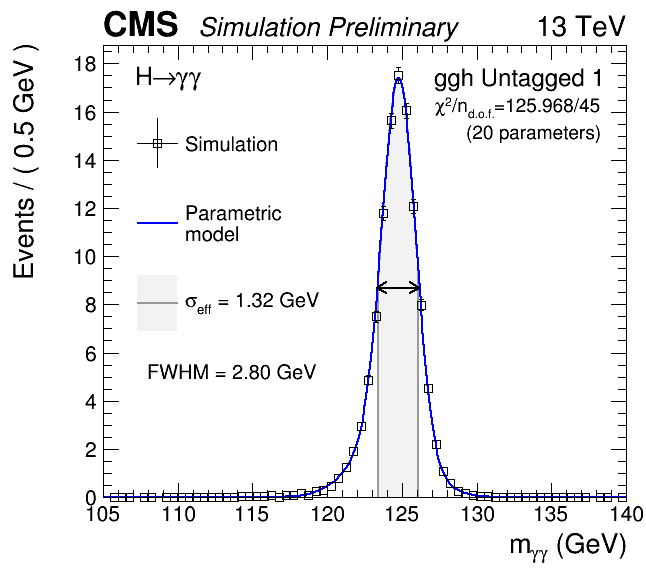 CMS Simulation Preliminary 13 TeV
H→γγ
ggh Untagged 1
χ²/n_d.o.f.=125.968/45
(20 parameters)
Simulation
Parametric
model
σ_eff = 1.32 GeV
FWHM = 2.80 GeV
Events / ( 0.5 GeV )
18
16
14
12
10
8
6
4
2
0
105 110 115 120 125 130 135 140
m_γγ (GeV)